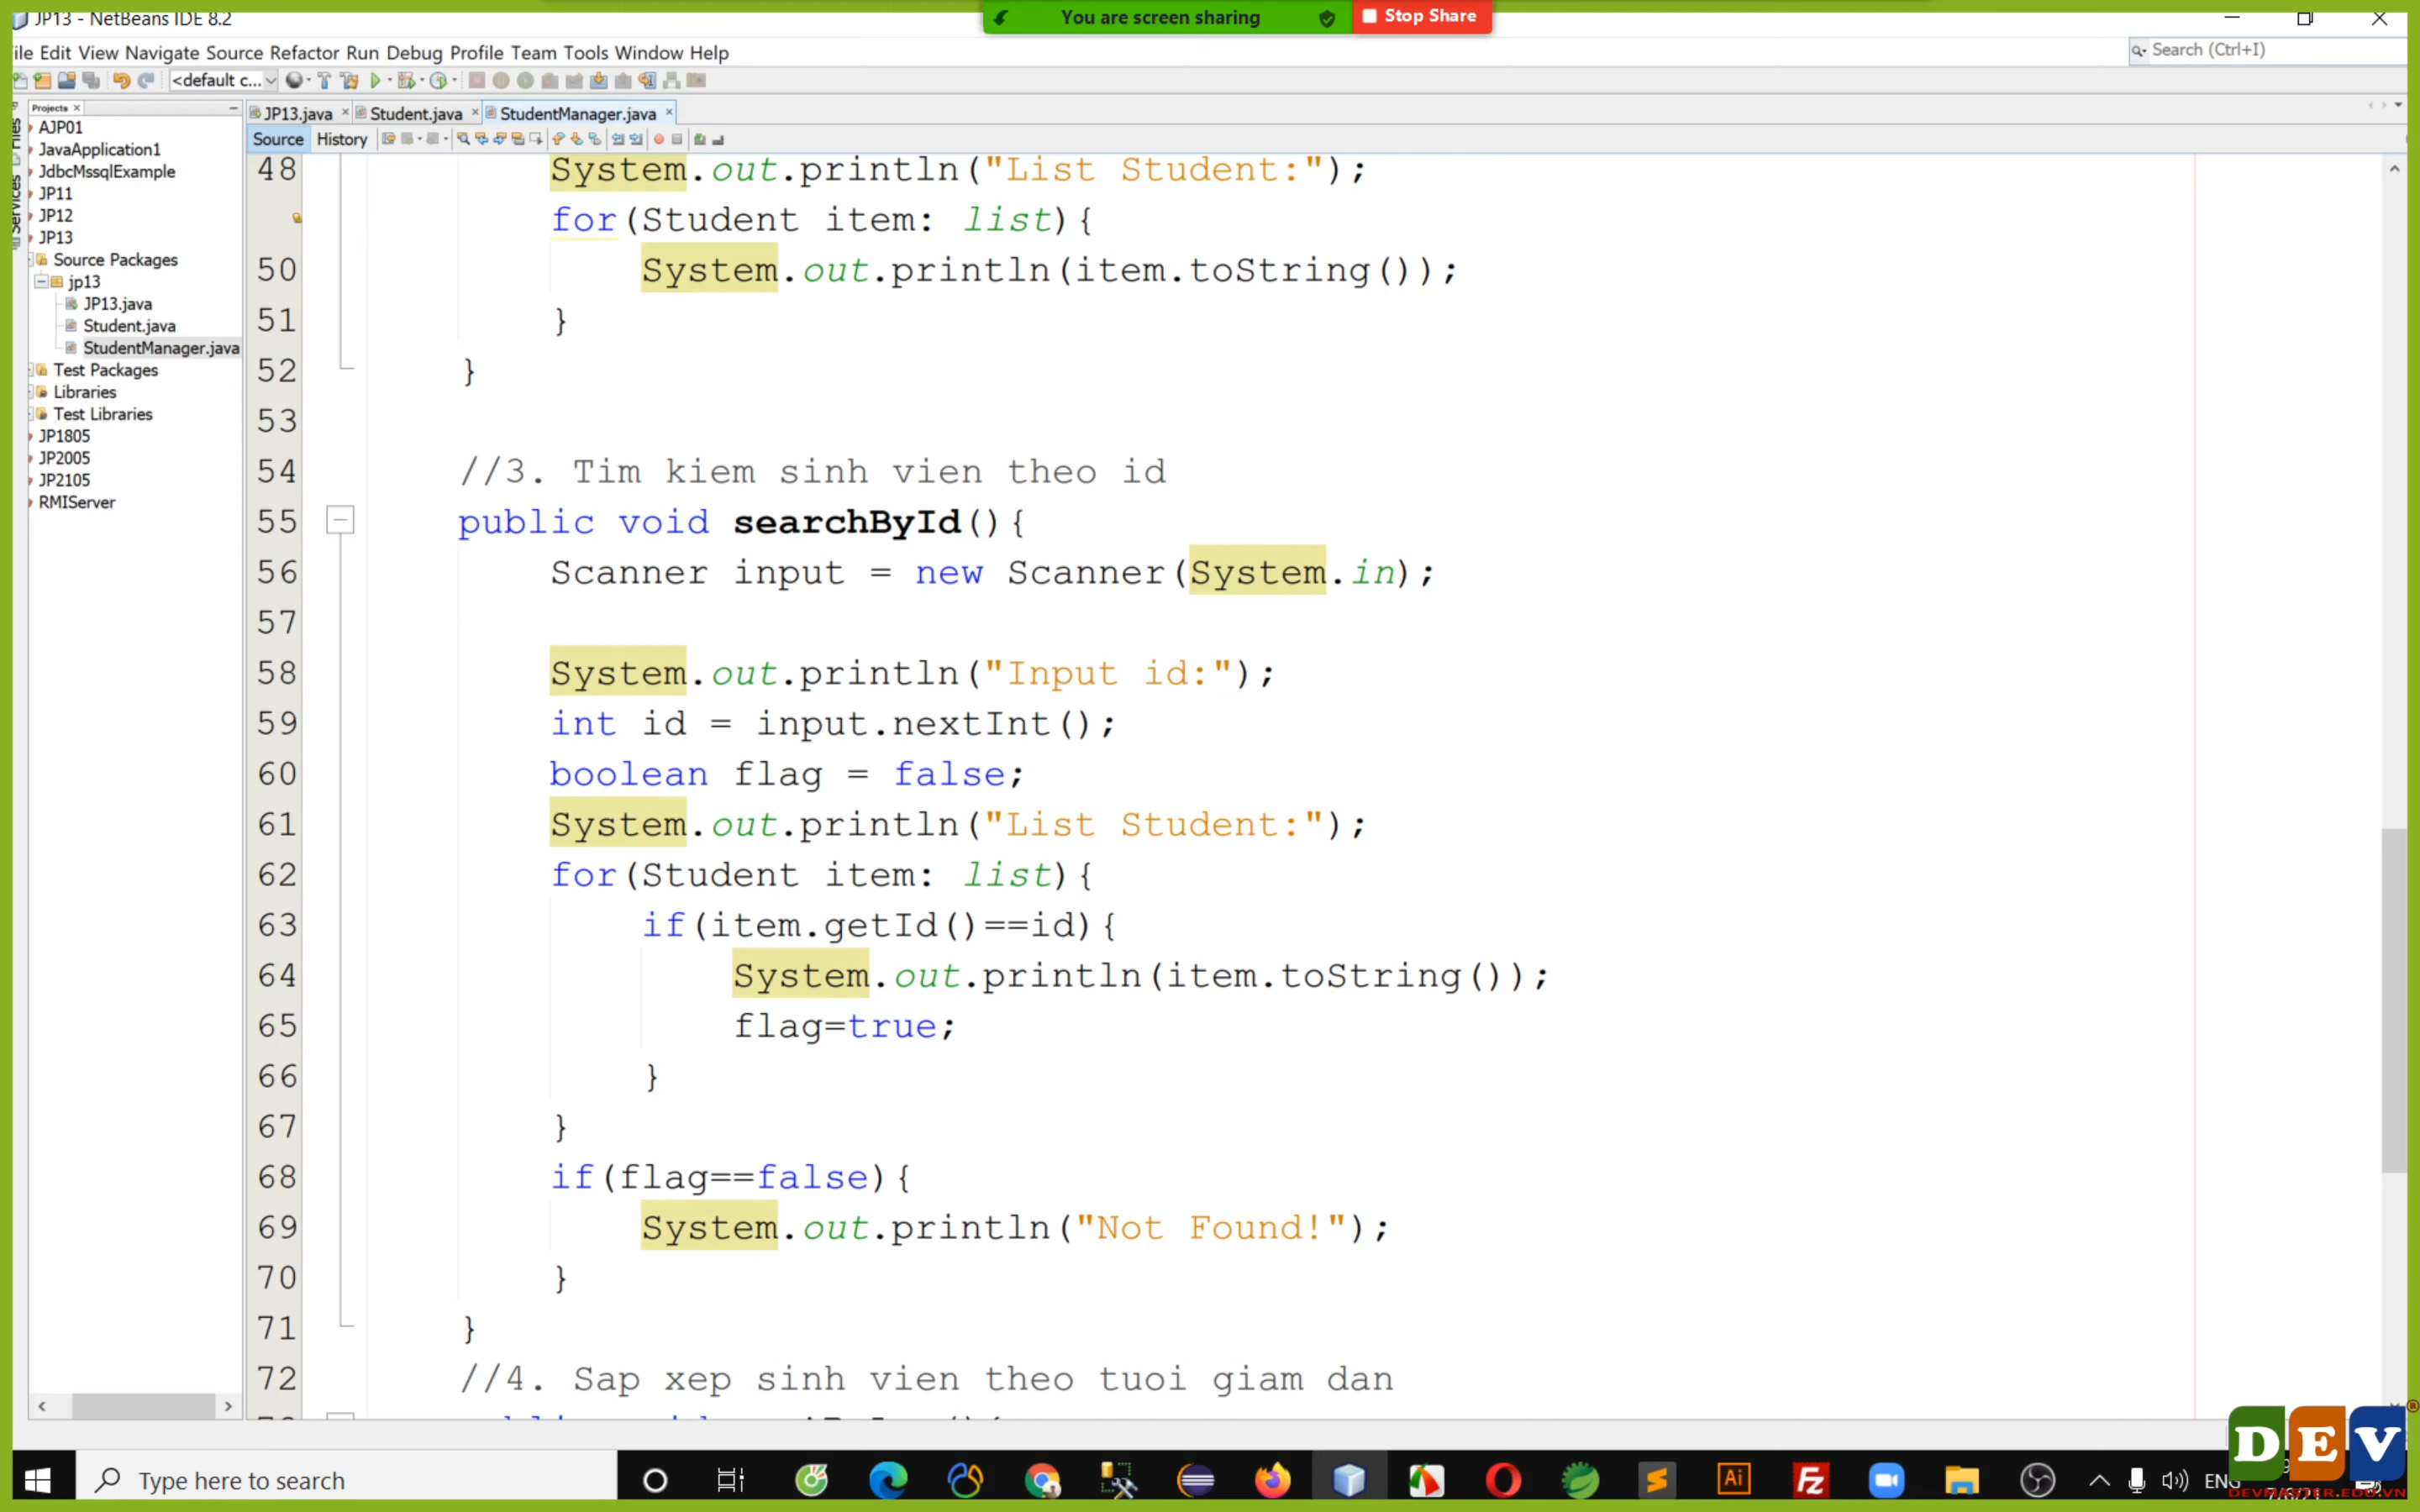 JP13 - NetBeans IDE 8.2
You are screen sharing
Stop Share
ile Edit View Navigate Source Refactor Run Debug Profile Team Tools Window Help
Search (Ctrl+I)
<default c...
Projects
JP13.java
Student.java
StudentManager.java
Source
History
Files
Services
AJP01
JavaApplication1
JdbcMssqlExample
JP11
JP12
JP13
Source Packages
jp13
JP13.java
Student.java
StudentManager.java
Test Packages
Libraries
Test Libraries
JP1805
JP2005
JP2105
RMIServer
48 System.out.println("List Student:");
for(Student item: list){
50 System.out.println(item.toString());
51 }
52 }
53
54 //3. Tim kiem sinh vien theo id
55 public void searchById(){
56 Scanner input = new Scanner(System.in);
57
58 System.out.println("Input id:");
59 int id = input.nextInt();
60 boolean flag = false;
61 System.out.println("List Student:");
62 for(Student item: list){
63 if(item.getId()==id){
64 System.out.println(item.toString());
65 flag=true;
66 }
67 }
68 if(flag==false){
69 System.out.println("Not Found!");
70 }
71 }
72 //4. Sap xep sinh vien theo tuoi giam dan
Type here to search
Ai
Fz
ENG
DEV
DEVMASTER.EDU.VN